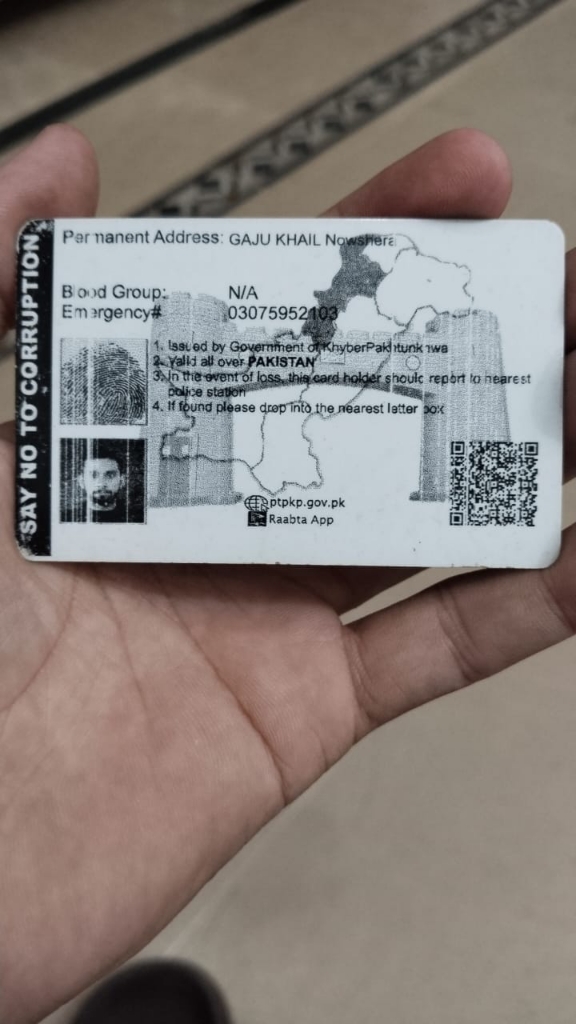 SAY NO TO CORRUPTION
Permanent Address: GAJU KHAIL Nowshera
Blood Group: N/A
Emergency# 03075952103
1. Issued by Government of KhyberPakhtunkhwa
2. Valid all over PAKISTAN
3. In the event of loss, this card holder should report to nearest
police station
4. If found please drop into the nearest letter box
ptpkp.gov.pk
Raabta App